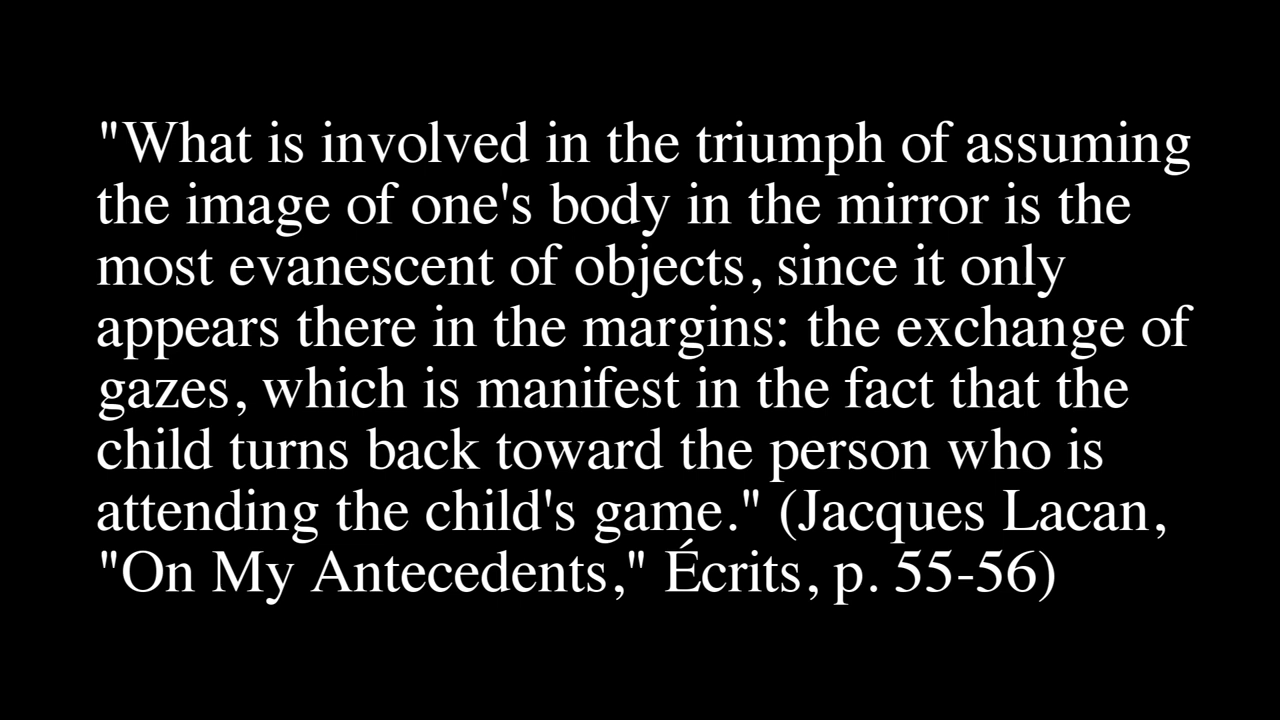 "What is involved in the triumph of assuming
the image of one's body in the mirror is the
most evanescent of objects, since it only
appears there in the margins: the exchange of
gazes, which is manifest in the fact that the
child turns back toward the person who is
attending the child's game." (Jacques Lacan,
"On My Antecedents," Écrits, p. 55-56)